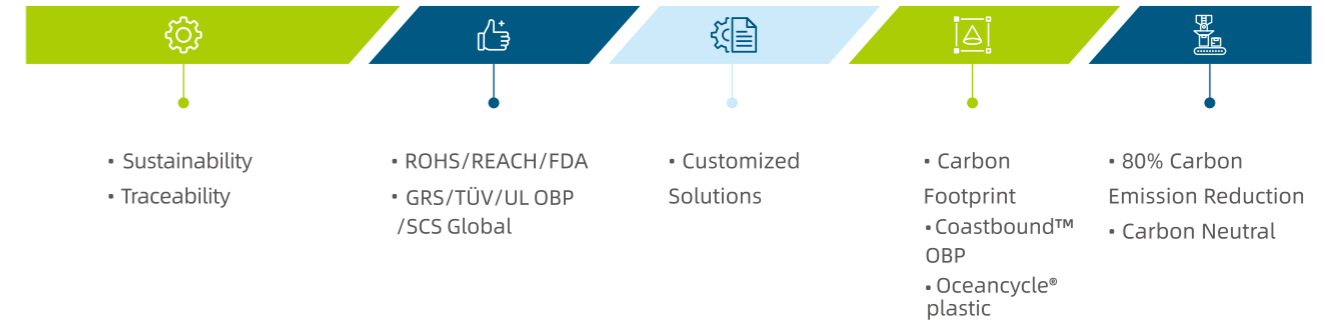 • Sustainability
• Traceability
• ROHS/REACH/FDA
• GRS/TÜV/UL OBP
/SCS Global
• Customized
Solutions
• Carbon
Footprint
• Coastbound™
OBP
• Oceancycle®
plastic
• 80% Carbon
Emission Reduction
• Carbon Neutral